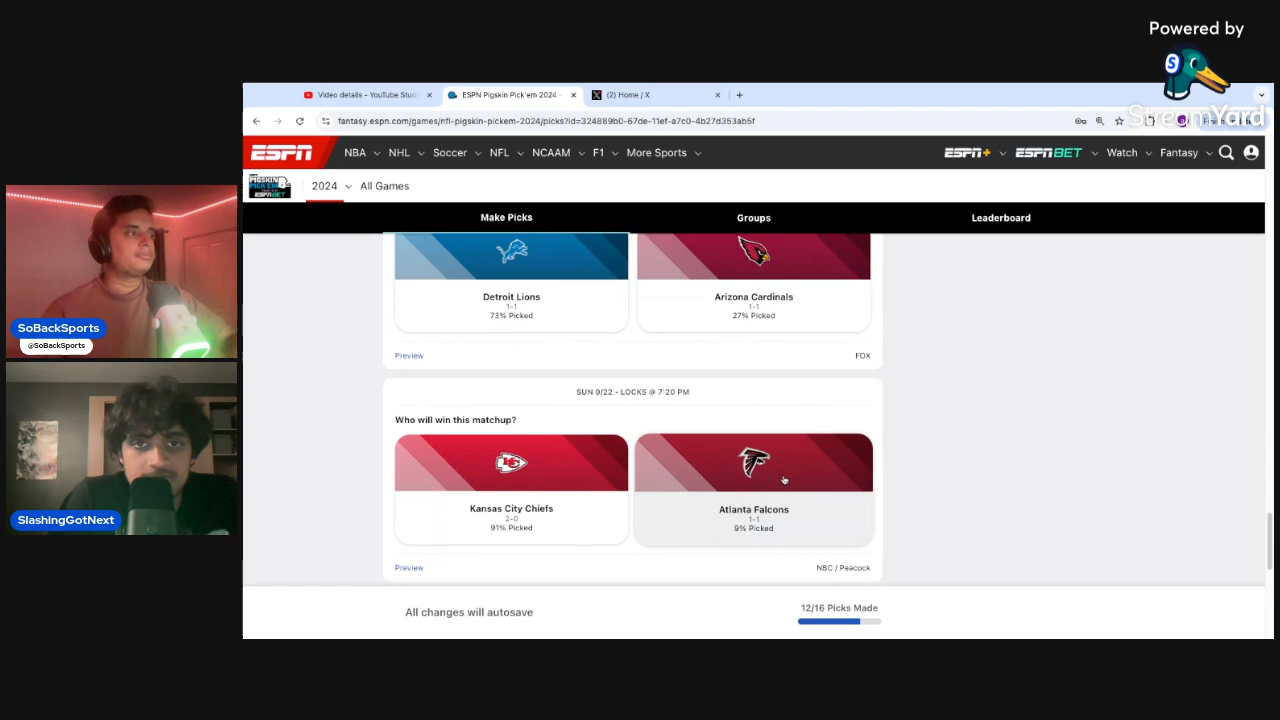 Powered by
StreamYard
Video details - YouTube Stud
ESPN Pigskin Pick'em 2024 -
(2) Home / X
fantasy.espn.com/games/nfl-pigskin-pickem-2024/picks?id=324889b0-67de-11ef-a7c0-4b27d353ab5f
ESPN
NBA
NHL
Soccer
NFL
NCAAM
F1
More Sports
ESPN+
ESPN BET
Watch
Fantasy
2024
All Games
Make Picks
Groups
Leaderboard
Detroit Lions
1-1
73% Picked
Arizona Cardinals
1-1
27% Picked
Preview
FOX
SUN 9/22 • LOCKS @ 7:20 PM
Who will win this matchup?
Kansas City Chiefs
2-0
91% Picked
Atlanta Falcons
1-1
9% Picked
Preview
NBC / Peacock
All changes will autosave
12/16 Picks Made
SoBackSports
@SoBackSports
SlashingGotNext